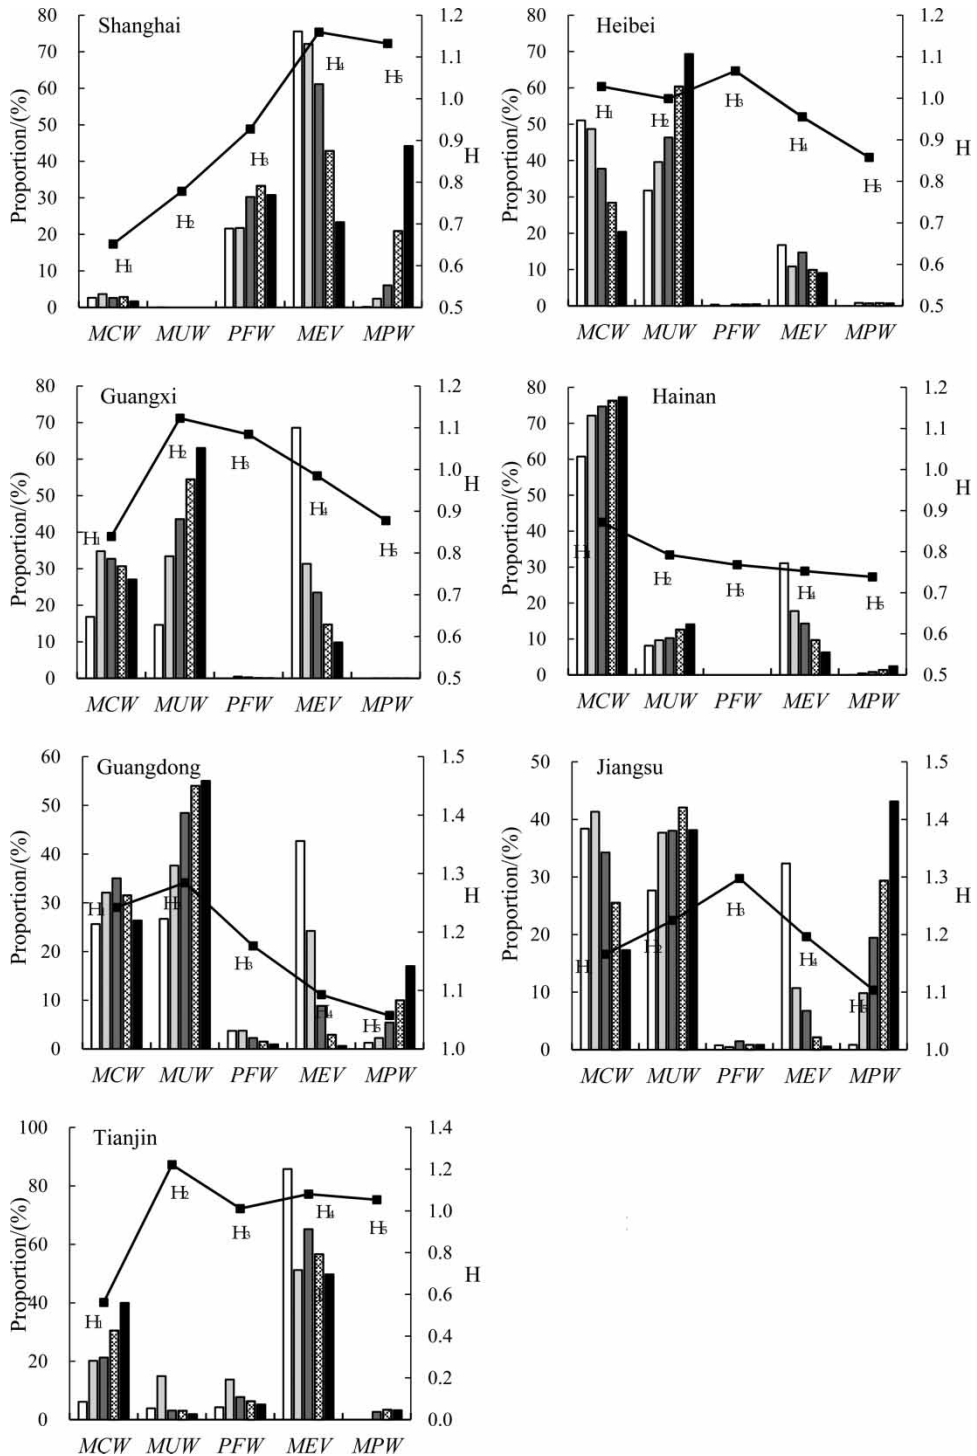 Shanghai
Proportion/(%)
80
70
60
50
40
30
20
10
0
H1
H2
H3
H4
H5
1.2
1.1
1.0
0.9
0.8
0.7
0.6
0.5
H
MCW MUW PFW MEV MPW
Heibei
Proportion/(%)
80
70
60
50
40
30
20
10
0
H1
H2
H3
H4
H5
1.2
1.1
1.0
0.9
0.8
0.7
0.6
0.5
H
MCW MUW PFW MEV MPW
Guangxi
Proportion/(%)
80
70
60
50
40
30
20
10
0
H1
H2
H3
H4
H5
1.2
1.1
1.0
0.9
0.8
0.7
0.6
0.5
H
MCW MUW PFW MEV MPW
Hainan
Proportion/(%)
80
70
60
50
40
30
20
10
0
H1
H2
H3
H4
H5
1.2
1.1
1.0
0.9
0.8
0.7
0.6
0.5
H
MCW MUW PFW MEV MPW
Guangdong
Proportion/(%)
60
50
40
30
20
10
0
H3
H4
H5
1.5
1.4
1.3
1.2
1.1
1.0
H
MCW MUW PFW MEV MPW
Jiangsu
Proportion/(%)
50
40
30
20
10
0
H2
H3
H4
1.5
1.4
1.3
1.2
1.1
1.0
H
MCW MUW PFW MEV MPW
Tianjin
Proportion/(%)
100
80
60
40
20
0
H1
H2
H3
H4
H5
1.4
1.2
1.0
0.8
0.6
0.4
0.2
0.0
H
MCW MUW PFW MEV MPW